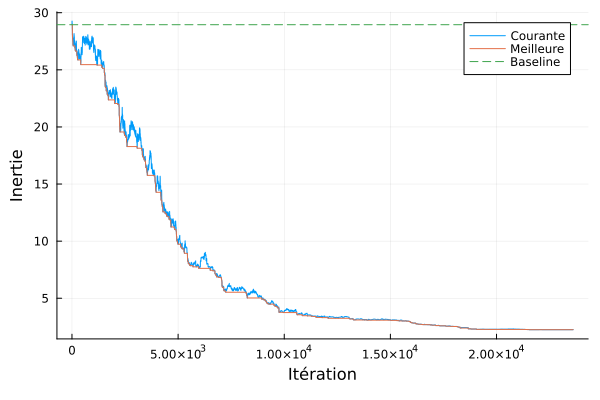 30
25
20
15
10
5
Inertie
Courante
Meilleure
Baseline
0
5.00×10³
1.00×10⁴
1.50×10⁴
2.00×10⁴
Itération